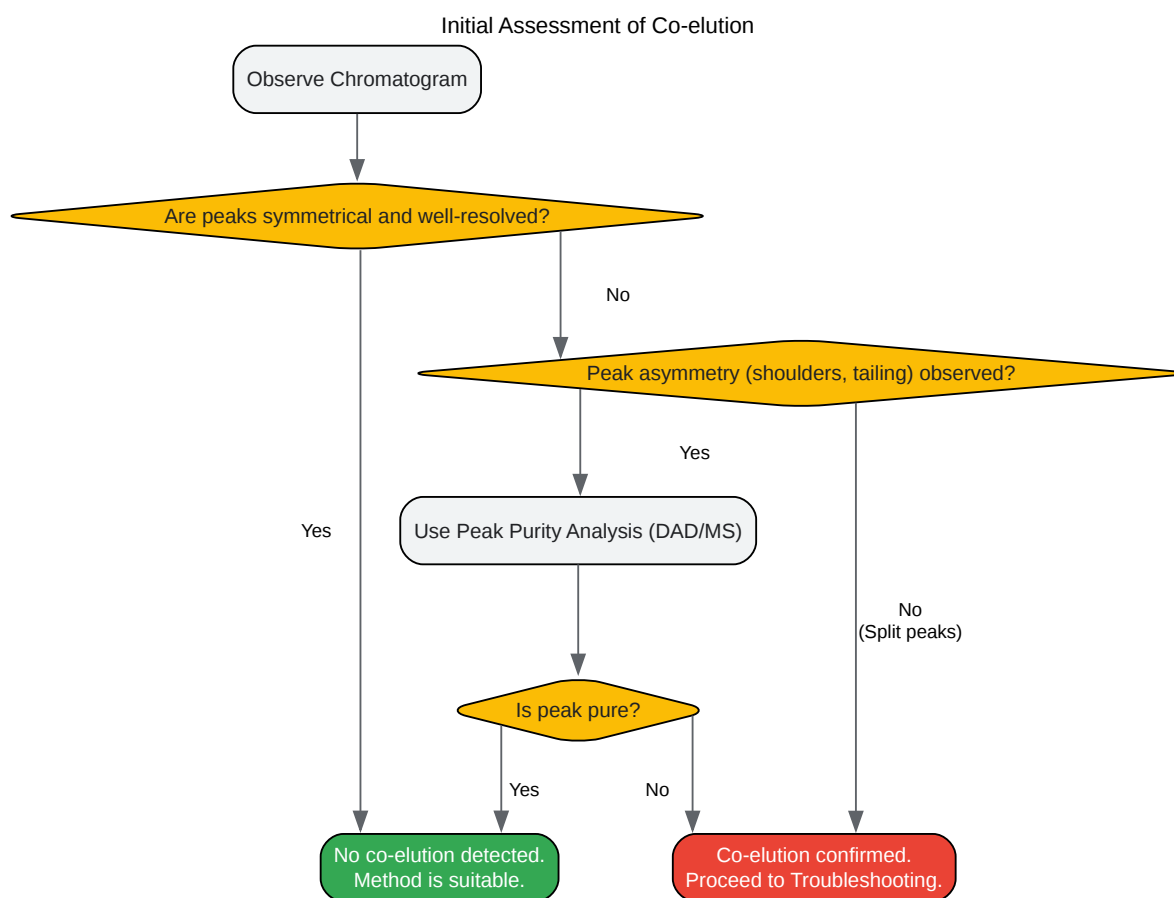 Initial Assessment of Co-elution
Observe Chromatogram
Are peaks symmetrical and well-resolved?
No
Peak asymmetry (shoulders, tailing) observed?
Yes
Yes
Use Peak Purity Analysis (DAD/MS)
No
(Split peaks)
Is peak pure?
Yes
No
No co-elution detected.
Method is suitable.
Co-elution confirmed.
Proceed to Troubleshooting.